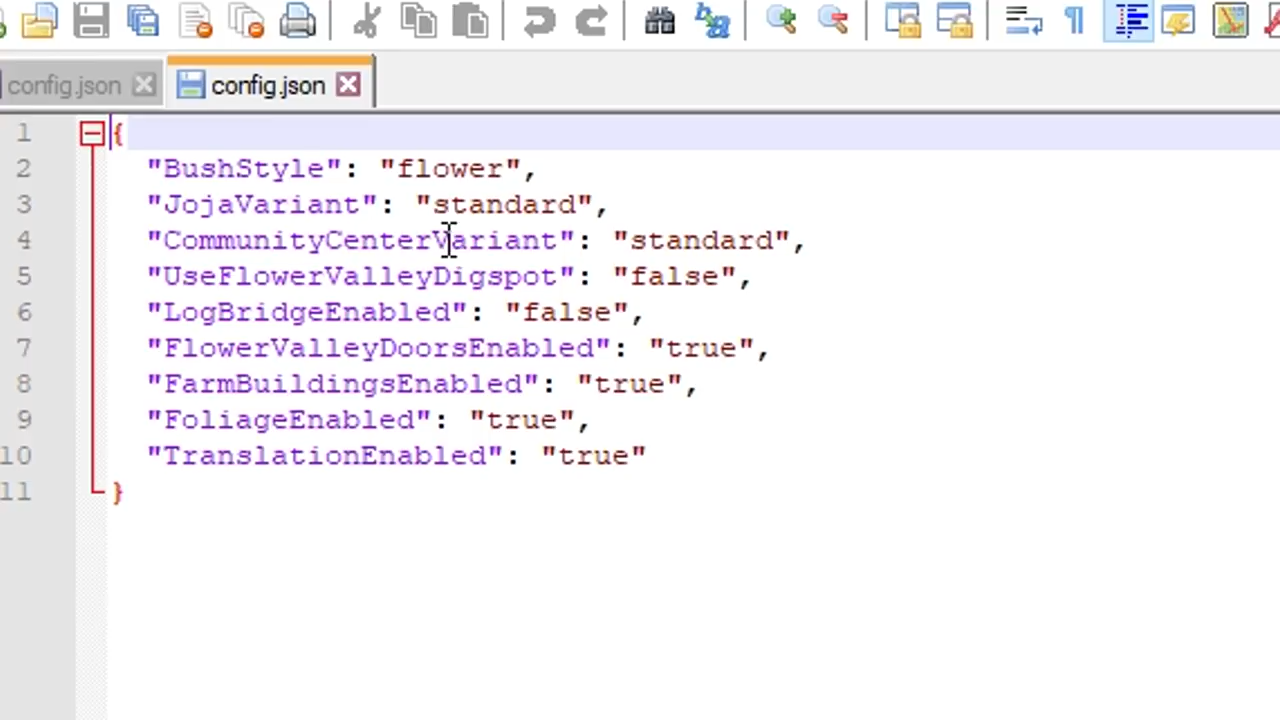 config.json config.json
1 {
2 "BushStyle": "flower",
3 "JojaVariant": "standard",
4 "CommunityCenterVariant": "standard",
5 "UseFlowerValleyDigspot": "false",
6 "LogBridgeEnabled": "false",
7 "FlowerValleyDoorsEnabled": "true",
8 "FarmBuildingsEnabled": "true",
9 "FoliageEnabled": "true",
10 "TranslationEnabled": "true"
11 }